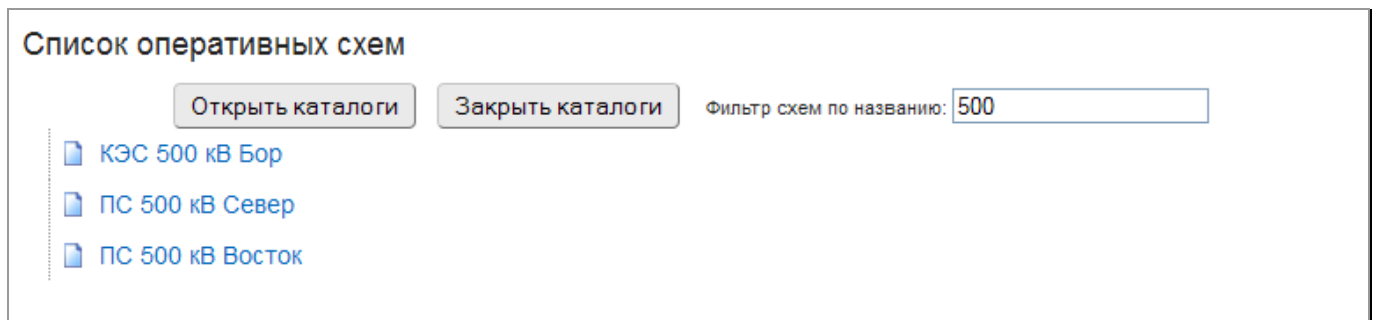 Список оперативных схем
Открыть каталоги Закрыть каталоги Фильтр схем по названию: 500
КЭС 500 кВ Бор
ПС 500 кВ Север
ПС 500 кВ Восток